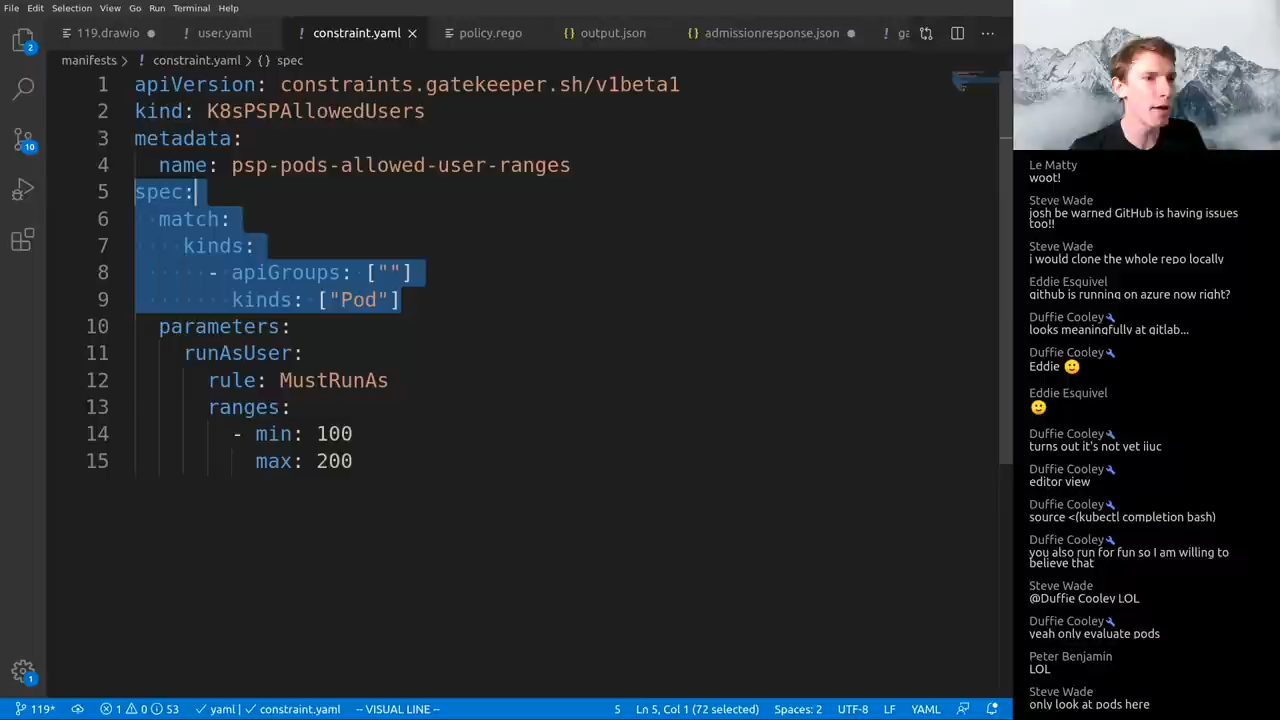 File Edit Selection View Go Run Terminal Help
119.drawio user.yaml constraint.yaml policy.rego output.json admissionresponse.json ga
manifests > constraint.yaml > {} spec
1 apiVersion: constraints.gatekeeper.sh/v1beta1
2 kind: K8sPSPAllowedUsers
3 metadata:
4 name: psp-pods-allowed-user-ranges
5 spec:
6 match:
7 kinds:
8 - apiGroups: [""]
9 kinds: ["Pod"]
10 parameters:
11 runAsUser:
12 rule: MustRunAs
13 ranges:
14 - min: 100
15 max: 200
2
10
1
119* 1 0 53 yaml | constraint.yaml -- VISUAL LINE -- 5 Ln 5, Col 1 (72 selected) Spaces: 2 UTF-8 LF YAML
Le Matty
woot!
Steve Wade
josh be warned GitHub is having issues
too!!
Steve Wade
i would clone the whole repo locally
Eddie Esquivel
github is running on azure now right?
Duffie Cooley
looks meaningfully at gitlab...
Duffie Cooley
Eddie 🙂
Eddie Esquivel
🙂
Duffie Cooley
turns out it's not yet iiuc
Duffie Cooley
editor view
Duffie Cooley
source <(kubectl completion bash)
Duffie Cooley
you also run for fun so I am willing to
believe that
Steve Wade
@Duffie Cooley LOL
Duffie Cooley
yeah only evaluate pods
Peter Benjamin
LOL
Steve Wade
only look at pods here